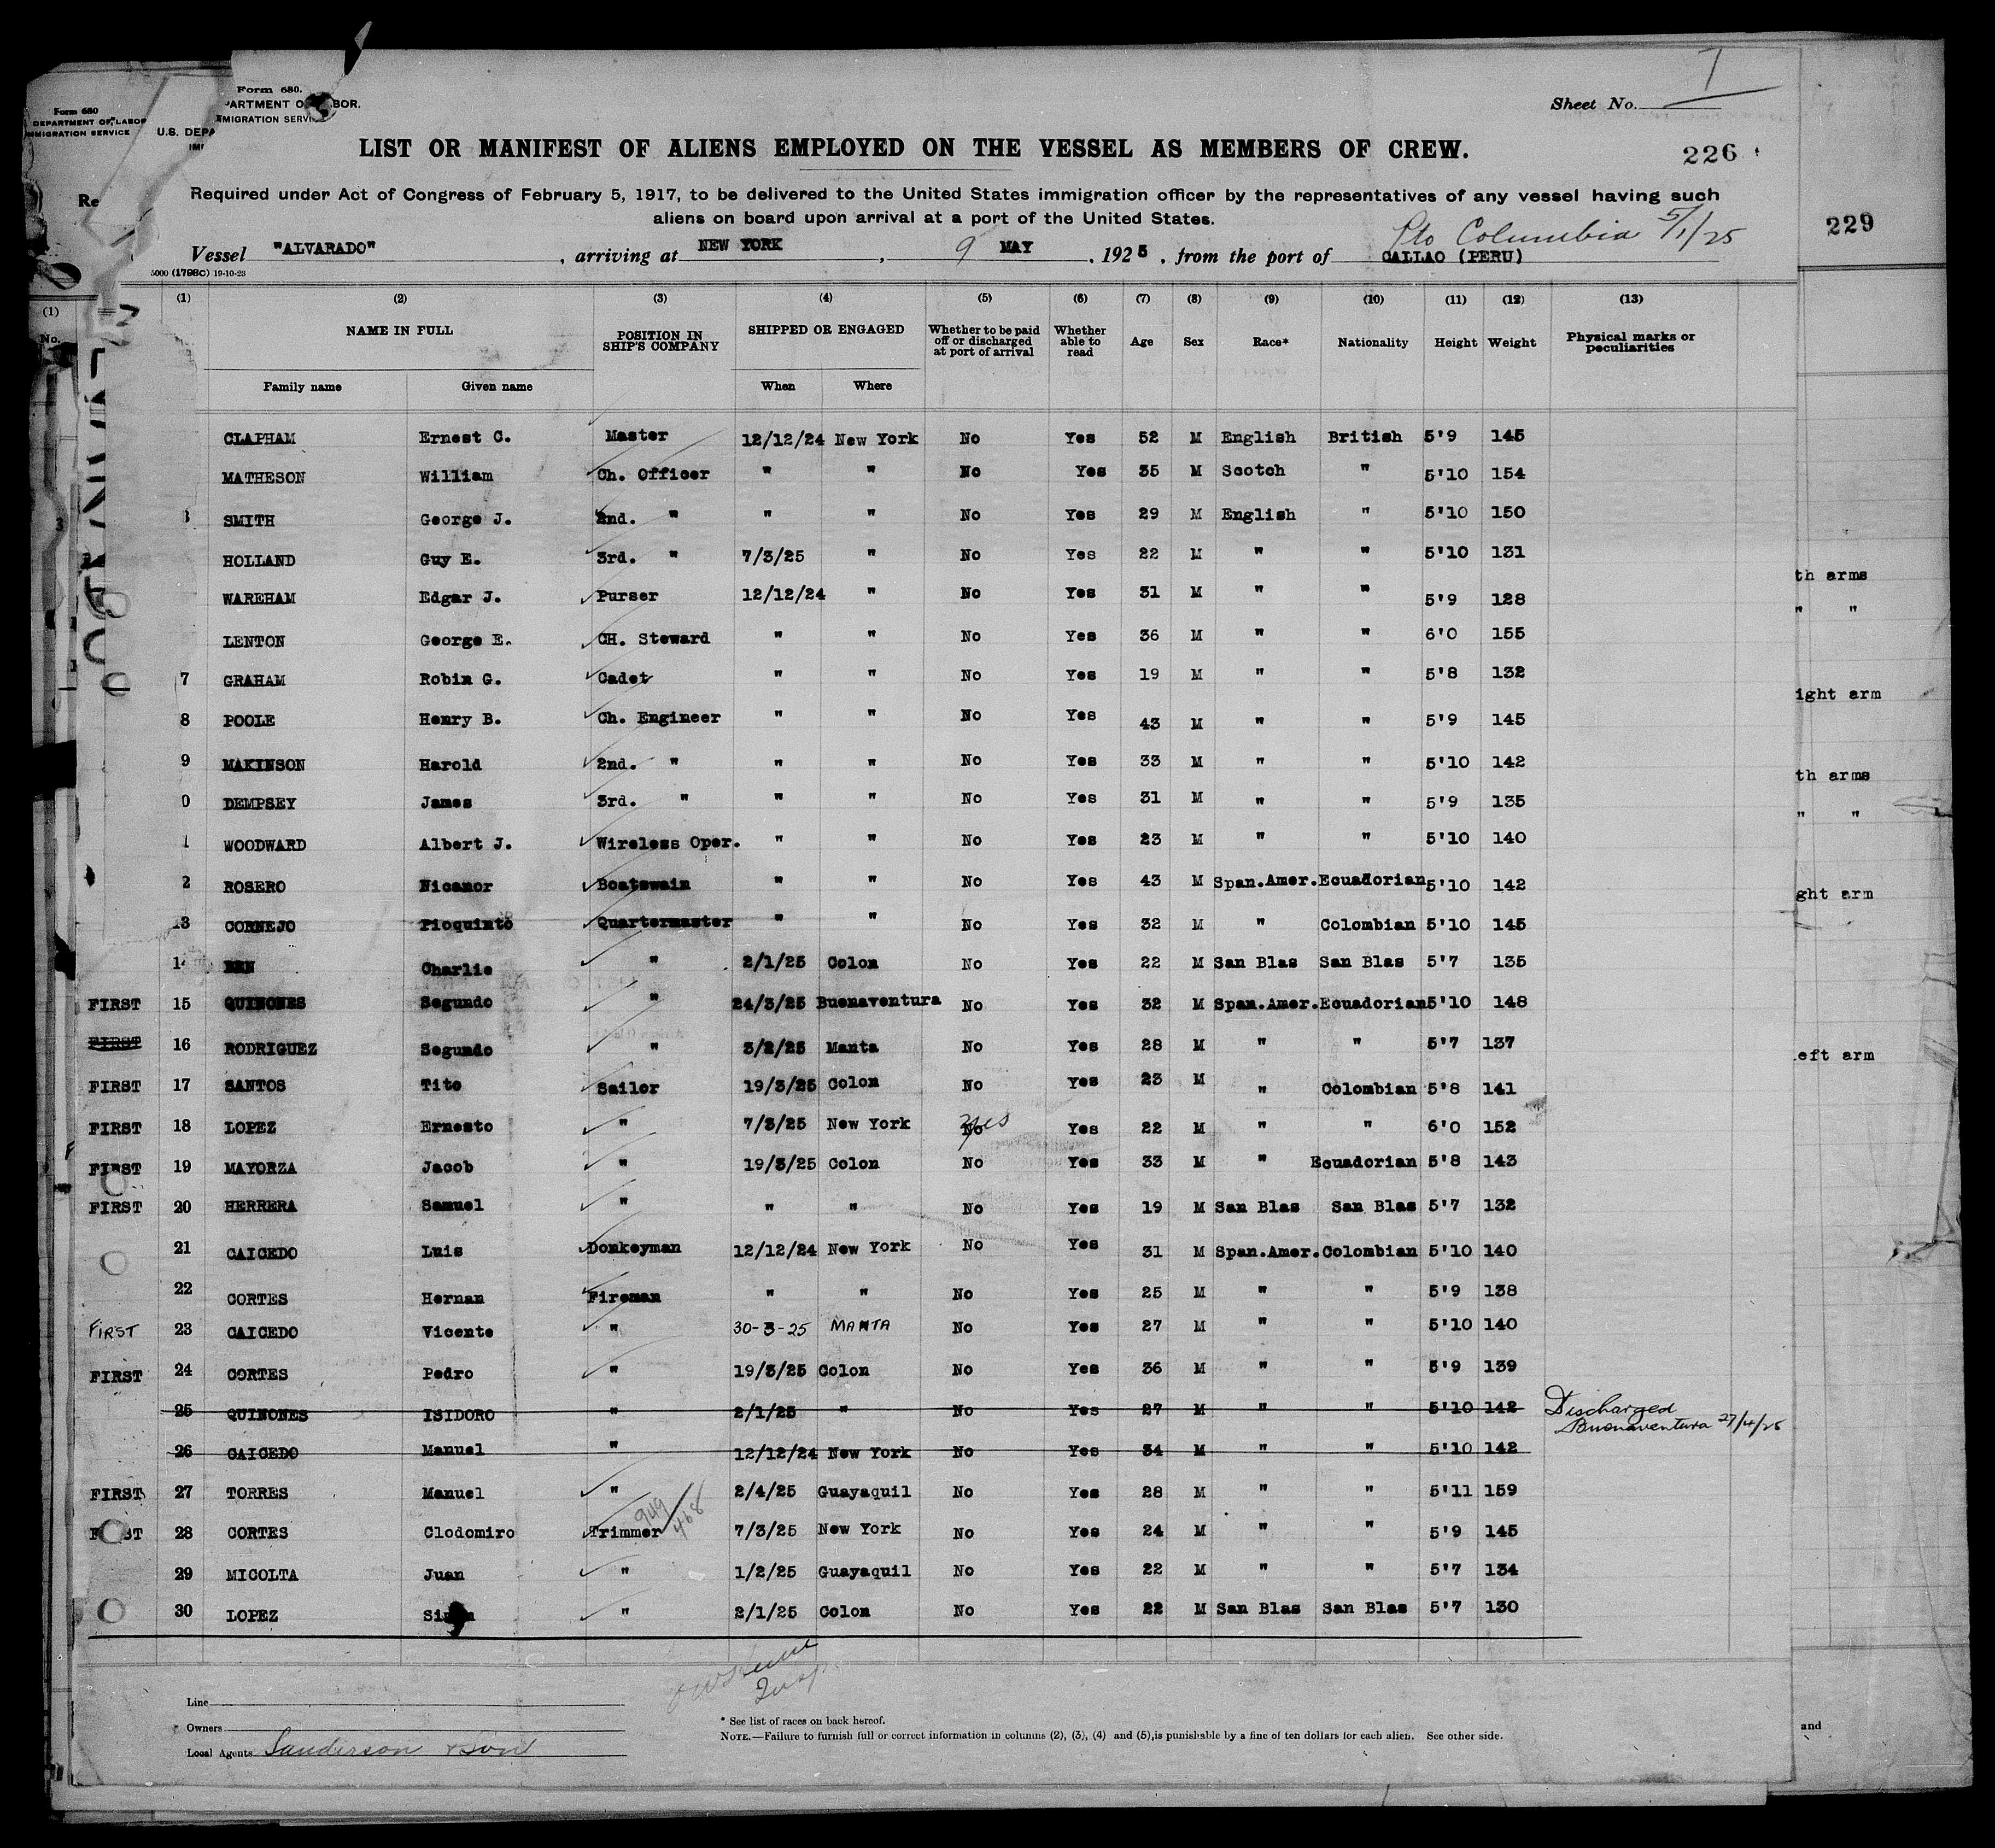 Form 680.
Form 680
DEPARTMENT OF LABOR
IMMIGRATION SERVICE
U.S. DEPA
Sheet No. 1
LIST OR MANIFEST OF ALIENS EMPLOYED ON THE VESSEL AS MEMBERS OF CREW.
226
229
Required under Act of Congress of February 5, 1917, to be delivered to the United States immigration officer by the representatives of any vessel having such
aliens on board upon arrival at a port of the United States.
Pto Columbia 5/1/25
Vessel "ALVARADO", arriving at NEW YORK, 9 MAY, 1925, from the port of CALLAO (PERU)
5000 (1798C) 19-10-23
(1) (2) (3) (4) (5) (6) (7) (8) (9) (10) (11) (12) (13)
NAME IN FULL POSITION IN SHIP'S COMPANY SHIPPED OR ENGAGED Whether to be paid off or discharged at port of arrival Whether able to read Age Sex Race* Nationality Height Weight Physical marks or peculiarities
Family name Given name When Where
CLAPHAM Ernest C. Master 12/12/24 New York No Yes 52 M English British 5'9 145
MATHESON William Ch. Officer " " No Yes 35 M Scotch " 5'10 154
SMITH George J. 2nd. " " " No Yes 29 M English " 5'10 150
HOLLAND Guy E. 3rd. " 7/3/25 " No Yes 22 M " " 5'10 131
WAREHAM Edgar J. Purser 12/12/24 " No Yes 31 M " " 5'9 128
LENTON George E. CH. Steward " " No Yes 36 M " " 6'0 155
7 GRAHAM Robin G. Cadet " " No Yes 19 M " " 5'8 132
8 POOLE Henry B. Ch. Engineer " " No Yes 43 M " " 5'9 145
9 MAKINSON Harold 2nd. " " " No Yes 33 M " " 5'10 142
0 DEMPSEY James 3rd. " " " No Yes 31 M " " 5'9 135
1 WOODWARD Albert J. Wireless Oper. " " No Yes 23 M " " 5'10 140
2 ROSERO Nicanor Boatswain " " No Yes 43 M Span.Amer. Ecuadorian 5'10 142
13 CORNEJO Pioquinto Quartermaster " " No Yes 32 M " Colombian 5'10 145
14 Charlie " 2/1/25 Colon No Yes 22 M San Blas San Blas 5'7 135
FIRST 15 QUINONES Segundo " 24/3/25 Buenaventura No Yes 32 M Span.Amer. Ecuadorian 5'10 148
FIRST 16 RODRIGUEZ Segundo " 3/2/25 Manta No Yes 28 M " " 5'7 137
FIRST 17 SANTOS Tito Sailor 19/3/25 Colon No Yes 23 M " Colombian 5'8 141
FIRST 18 LOPEZ Ernesto " 7/3/25 New York No yes Yes 22 M " " 6'0 152
FIRST 19 MAYORZA Jacob " 19/3/25 Colon No Yes 33 M " Ecuadorian 5'8 143
FIRST 20 HERRERA Samuel " " " No Yes 19 M San Blas San Blas 5'7 132
21 CAICEDO Luis Donkeyman 12/12/24 New York No Yes 31 M Span.Amer. Colombian 5'10 140
22 CORTES Hernan Fireman " " No Yes 25 M " " 5'9 138
FIRST 23 CAICEDO Vicente " 30-3-25 MANTA No Yes 27 M " " 5'10 140
FIRST 24 CORTES Pedro " 19/3/25 Colon No Yes 36 M " " 5'9 139
25 QUINONES ISIDORO " 2/1/25 " No Yes 27 M " " 5'10 142 Discharged
Buenaventura 27/4/25
26 CAICEDO Manuel " 12/12/24 New York No Yes 34 M " " 5'10 142
FIRST 27 TORRES Manuel " 2/4/25 Guayaquil No Yes 28 M " " 5'11 159
28 CORTES Clodomiro Trimmer 949/468 7/3/25 New York No Yes 24 M " " 5'9 145
29 MICOLTA Juan " 1/2/25 Guayaquil No Yes 22 M " " 5'7 134
30 LOPEZ " 2/1/25 Colon No Yes 22 M San Blas San Blas 5'7 130
th arms
" "
ight arm
th arms
" "
ght arm
eft arm
and
Insp.
Line
Owners
Local Agents Sanderson & Son
* See list of races on back hereof.
NOTE.—Failure to furnish full or correct information in columns (2), (3), (4) and (5), is punishable by a fine of ten dollars for each alien. See other side.